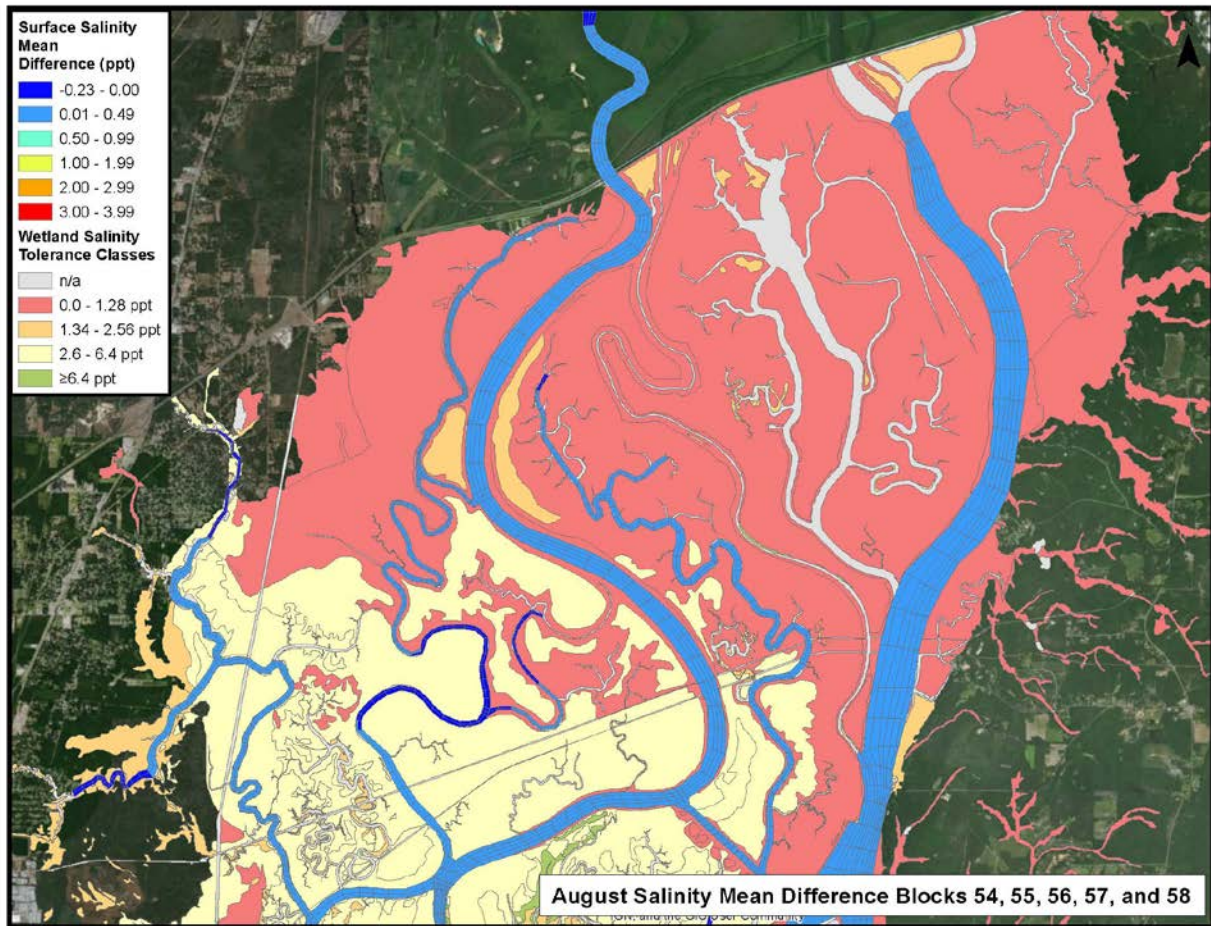 Surface Salinity
Mean
Difference (ppt)
-0.23 - 0.00
0.01 - 0.49
0.50 - 0.99
1.00 - 1.99
2.00 - 2.99
3.00 - 3.99
Wetland Salinity
Tolerance Classes
n/a
0.0 - 1.28 ppt
1.34 - 2.56 ppt
2.6 - 6.4 ppt
≥6.4 ppt
August Salinity Mean Difference Blocks 54, 55, 56, 57, and 58